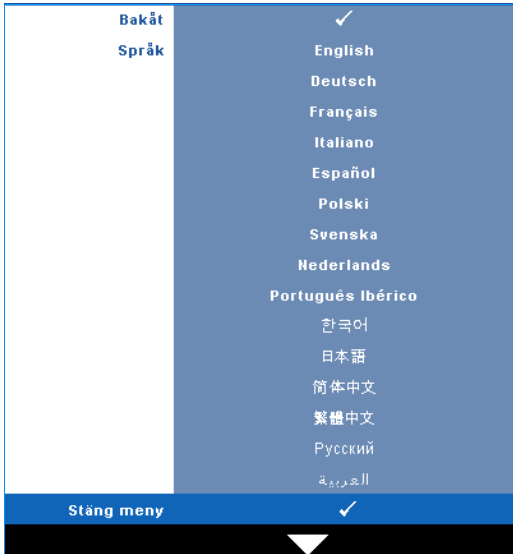 Bakåt ✓
Språk English
Deutsch
Français
Italiano
Español
Polski
Svenska
Nederlands
Português Ibérico
한국어
日本語
简体中文
繁體中文
Русский
العربية
Stäng meny ✓